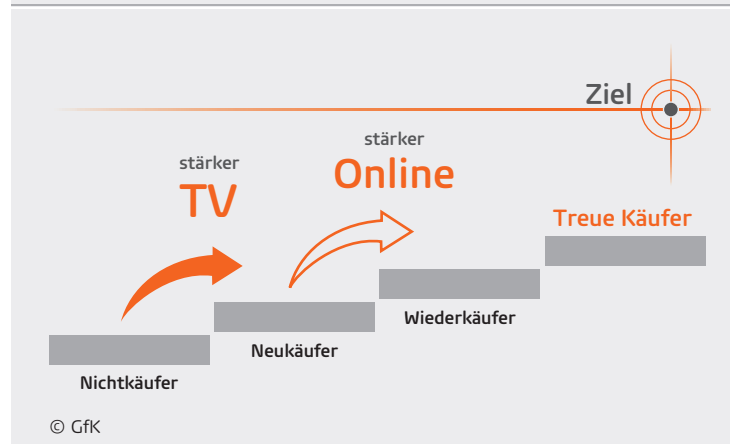 Ziel
stärker
Online
stärker
TV
Treue Käufer
Wiederkäufer
Neukäufer
Nichtkäufer
© GfK